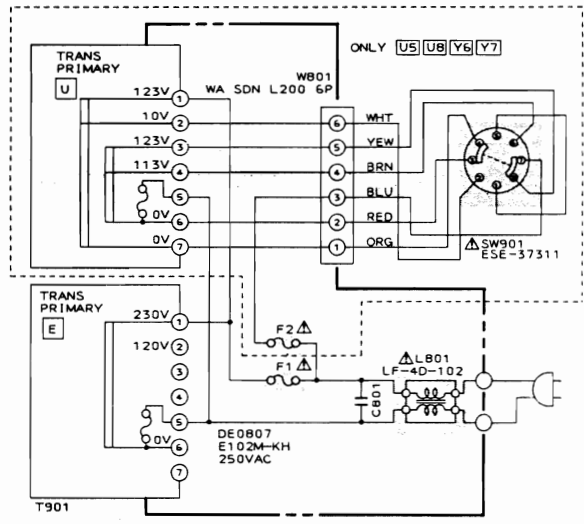 ONLY U5 U8 Y6 Y7
TRANS
PRIMARY
U
W801
WA SDN L200 6P
123V 1
10V 2
123V 3
113V 4
5
0V 6
0V 7
6 WHT
5 YEW
4 BRN
3 BLU
2 RED
1 ORG
SW901
ESE-37311
TRANS
PRIMARY
E
230V 1
120V 2
3
4
5
0V 6
7
T901
F2
F1
L801
LF-4D-102
C801
DE0807
E102M-KH
250VAC